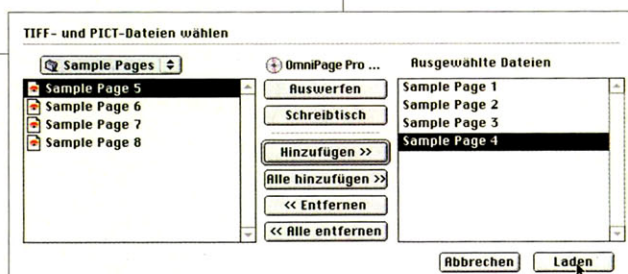 TIFF- und PICT-Dateien wählen
Sample Pages
OmniPage Pro ...
Ausgewählte Dateien
Sample Page 5
Sample Page 6
Sample Page 7
Sample Page 8
Auswerfen
Schreibtisch
Hinzufügen >>
Alle hinzufügen >>
<< Entfernen
<< Alle entfernen
Sample Page 1
Sample Page 2
Sample Page 3
Sample Page 4
Abbrechen
Laden